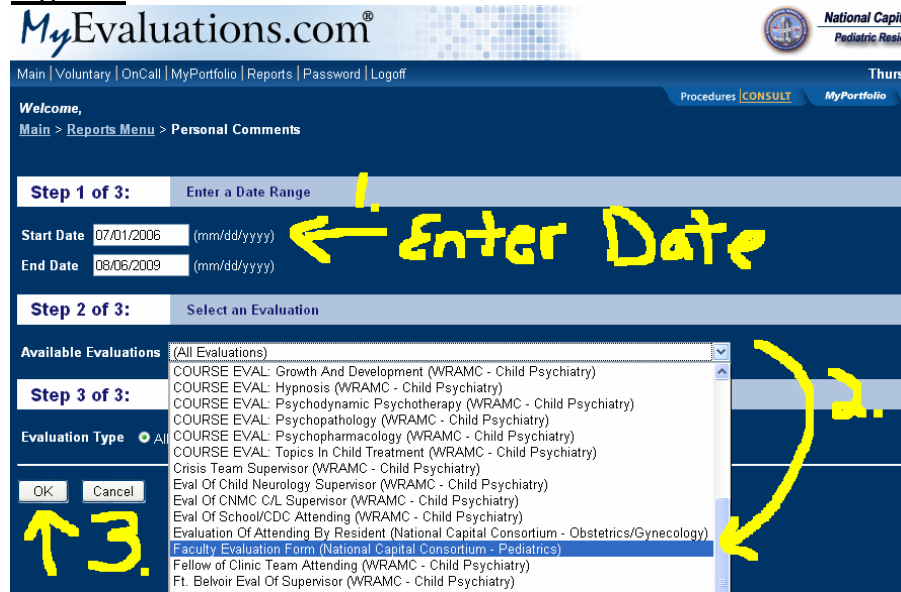 MyEvaluations.com®
National Capi
Pediatric Resi
Main | Voluntary | OnCall | MyPortfolio | Reports | Password | Logoff
Thurs
Procedures CONSULT MyPortfolio
Welcome,
Main > Reports Menu > Personal Comments
Step 1 of 3: Enter a Date Range
1.
Start Date 07/01/2006 (mm/dd/yyyy)
← Enter Date
End Date 08/06/2009 (mm/dd/yyyy)
Step 2 of 3: Select an Evaluation
Available Evaluations (All Evaluations)
COURSE EVAL: Growth And Development (WRAMC - Child Psychiatry)
COURSE EVAL: Hypnosis (WRAMC - Child Psychiatry)
2.
Step 3 of 3:
COURSE EVAL: Psychodynamic Psychotherapy (WRAMC - Child Psychiatry)
COURSE EVAL: Psychopathology (WRAMC - Child Psychiatry)
Evaluation Type All
COURSE EVAL: Psychopharmacology (WRAMC - Child Psychiatry)
COURSE EVAL: Topics In Child Treatment (WRAMC - Child Psychiatry)
Crisis Team Supervisor (WRAMC - Child Psychiatry)
Eval Of Child Neurology Supervisor (WRAMC - Child Psychiatry)
OK Cancel
Eval Of CNMC C/L Supervisor (WRAMC - Child Psychiatry)
Eval Of School/CDC Attending (WRAMC - Child Psychiatry)
Evaluation Of Attending By Resident (National Capital Consortium - Obstetrics/Gynecology)
3.
Faculty Evaluation Form (National Capital Consortium - Pediatrics)
Fellow of Clinic Team Attending (WRAMC - Child Psychiatry)
Ft. Belvoir Eval Of Supervisor (WRAMC - Child Psychiatry)